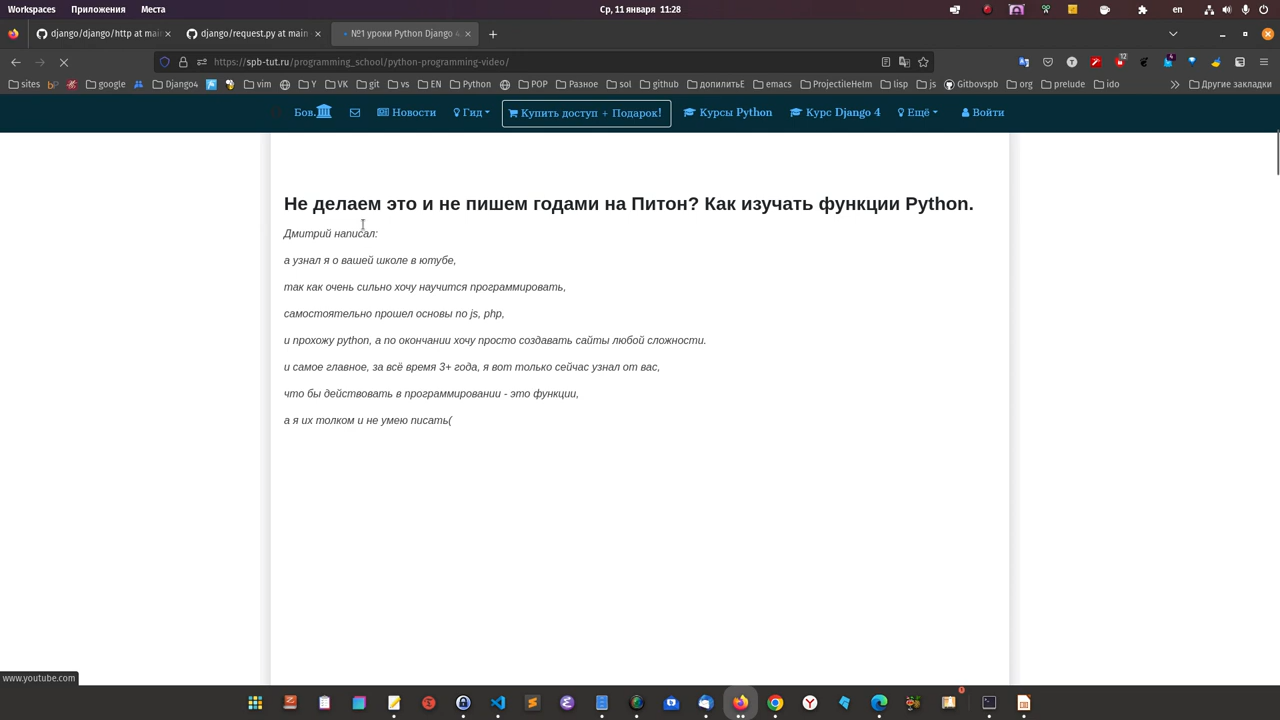 Workspaces Приложения Места Ср, 11 января 11:28 en
django/django/http at mai
django/request.py at main
№1 уроки Python Django 4
https://spb-tut.ru/programming_school/python-programming-video/
12
sites bP google Django4 Я YouTube VK git vs EN Python POP Разное sol github допилитьЕ emacs ProjectileHelm lisp js Gitbovspb org prelude ido Другие закладки
Бов. Новости Гид Купить доступ + Подарок! Курсы Python Курс Django 4 Ещё Войти
Не делаем это и не пишем годами на Питон? Как изучать функции Python.
Дмитрий написал:
а узнал я о вашей школе в ютубе,
так как очень сильно хочу научится программировать,
самостоятельно прошел основы по js, php,
и прохожу python, а по окончании хочу просто создавать сайты любой сложности.
и самое главное, за всё время 3+ года, я вот только сейчас узнал от вас,
что бы действовать в программировании - это функции,
а я их толком и не умею писать(
www.youtube.com